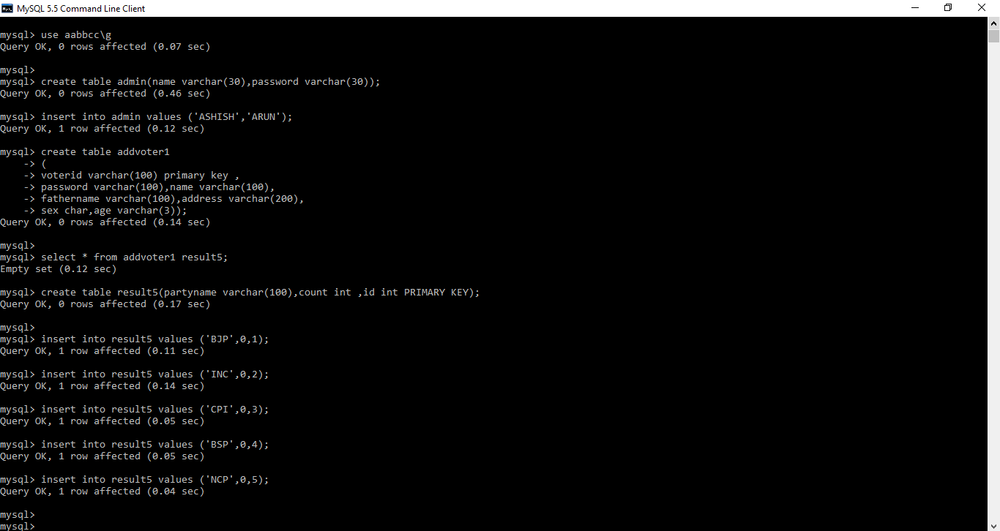 MySQL 5.5 Command Line Client
mysql> use aabbcc\g
Query OK, 0 rows affected (0.07 sec)
mysql>
mysql> create table admin(name varchar(30),password varchar(30));
Query OK, 0 rows affected (0.46 sec)
mysql> insert into admin values ('ASHISH','ARUN');
Query OK, 1 row affected (0.12 sec)
mysql> create table addvoter1
-> (
-> voterid varchar(100) primary key ,
-> password varchar(100),name varchar(100),
-> fathername varchar(100),address varchar(200),
-> sex char,age varchar(3));
Query OK, 0 rows affected (0.14 sec)
mysql>
mysql> select * from addvoter1 result5;
Empty set (0.12 sec)
mysql> create table result5(partyname varchar(100),count int ,id int PRIMARY KEY);
Query OK, 0 rows affected (0.17 sec)
mysql>
mysql> insert into result5 values ('BJP',0,1);
Query OK, 1 row affected (0.11 sec)
mysql> insert into result5 values ('INC',0,2);
Query OK, 1 row affected (0.14 sec)
mysql> insert into result5 values ('CPI',0,3);
Query OK, 1 row affected (0.05 sec)
mysql> insert into result5 values ('BSP',0,4);
Query OK, 1 row affected (0.05 sec)
mysql> insert into result5 values ('NCP',0,5);
Query OK, 1 row affected (0.04 sec)
mysql>
mysql>